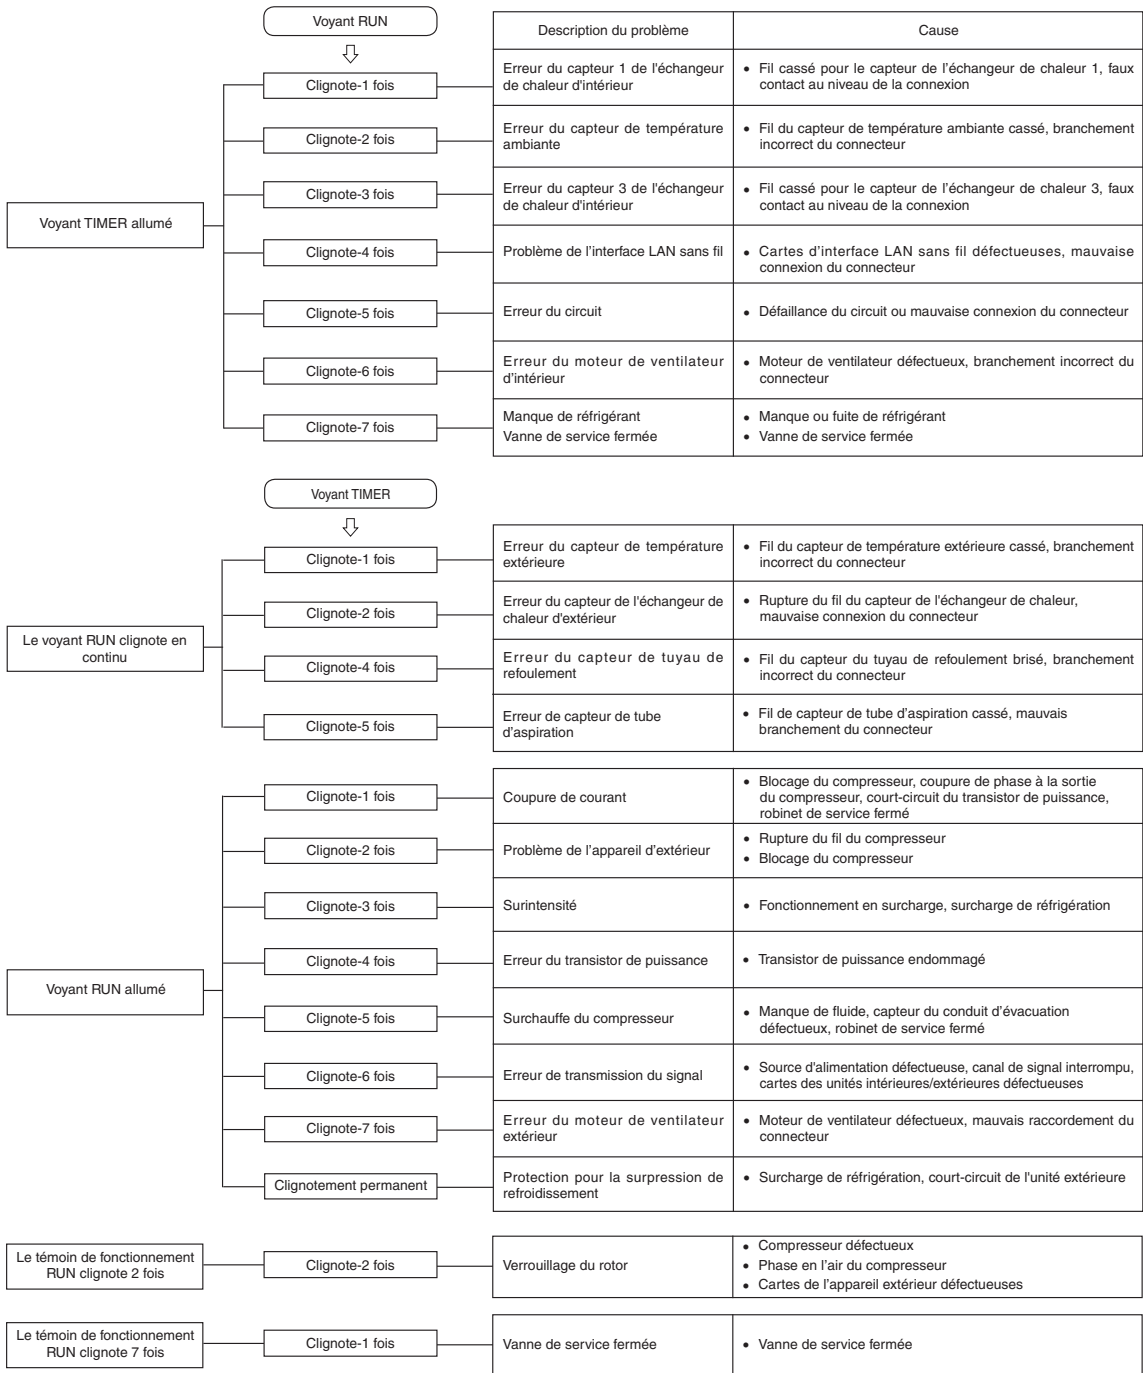 Voyant RUN
Description du problème
Cause
Voyant TIMER allumé
Clignote-1 fois
Erreur du capteur 1 de l'échangeur
de chaleur d'intérieur
• Fil cassé pour le capteur de l’échangeur de chaleur 1, faux
contact au niveau de la connexion
Clignote-2 fois
Erreur du capteur de température
ambiante
• Fil du capteur de température ambiante cassé, branchement
incorrect du connecteur
Clignote-3 fois
Erreur du capteur 3 de l'échangeur
de chaleur d'intérieur
• Fil cassé pour le capteur de l’échangeur de chaleur 3, faux
contact au niveau de la connexion
Clignote-4 fois
Problème de l’interface LAN sans fil
• Cartes d’interface LAN sans fil défectueuses, mauvaise
connexion du connecteur
Clignote-5 fois
Erreur du circuit
• Défaillance du circuit ou mauvaise connexion du connecteur
Clignote-6 fois
Erreur du moteur de ventilateur
d’intérieur
• Moteur de ventilateur défectueux, branchement incorrect du
connecteur
Clignote-7 fois
Manque de réfrigérant
Vanne de service fermée
• Manque ou fuite de réfrigérant
• Vanne de service fermée
Voyant TIMER
Le voyant RUN clignote en
continu
Clignote-1 fois
Erreur du capteur de température
extérieure
• Fil du capteur de température extérieure cassé, branchement
incorrect du connecteur
Clignote-2 fois
Erreur du capteur de l'échangeur de
chaleur d'extérieur
• Rupture du fil du capteur de l'échangeur de chaleur,
mauvaise connexion du connecteur
Clignote-4 fois
Erreur du capteur de tuyau de
refoulement
• Fil du capteur du tuyau de refoulement brisé, branchement
incorrect du connecteur
Clignote-5 fois
Erreur de capteur de tube
d’aspiration
• Fil de capteur de tube d’aspiration cassé, mauvais
branchement du connecteur
Voyant RUN allumé
Clignote-1 fois
Coupure de courant
• Blocage du compresseur, coupure de phase à la sortie
du compresseur, court-circuit du transistor de puissance,
robinet de service fermé
Clignote-2 fois
Problème de l’appareil d’extérieur
• Rupture du fil du compresseur
• Blocage du compresseur
Clignote-3 fois
Surintensité
• Fonctionnement en surcharge, surcharge de réfrigération
Clignote-4 fois
Erreur du transistor de puissance
• Transistor de puissance endommagé
Clignote-5 fois
Surchauffe du compresseur
• Manque de fluide, capteur du conduit d’évacuation
défectueux, robinet de service fermé
Clignote-6 fois
Erreur de transmission du signal
• Source d'alimentation défectueuse, canal de signal interrompu,
cartes des unités intérieures/extérieures défectueuses
Clignote-7 fois
Erreur du moteur de ventilateur
extérieur
• Moteur de ventilateur défectueux, mauvais raccordement du
connecteur
Clignotement permanent
Protection pour la surpression de
refroidissement
• Surcharge de réfrigération, court-circuit de l'unité extérieure
Le témoin de fonctionnement
RUN clignote 2 fois
Clignote-2 fois
Verrouillage du rotor
• Compresseur défectueux
• Phase en l’air du compresseur
• Cartes de l’appareil extérieur défectueuses
Le témoin de fonctionnement
RUN clignote 7 fois
Clignote-1 fois
Vanne de service fermée
• Vanne de service fermée